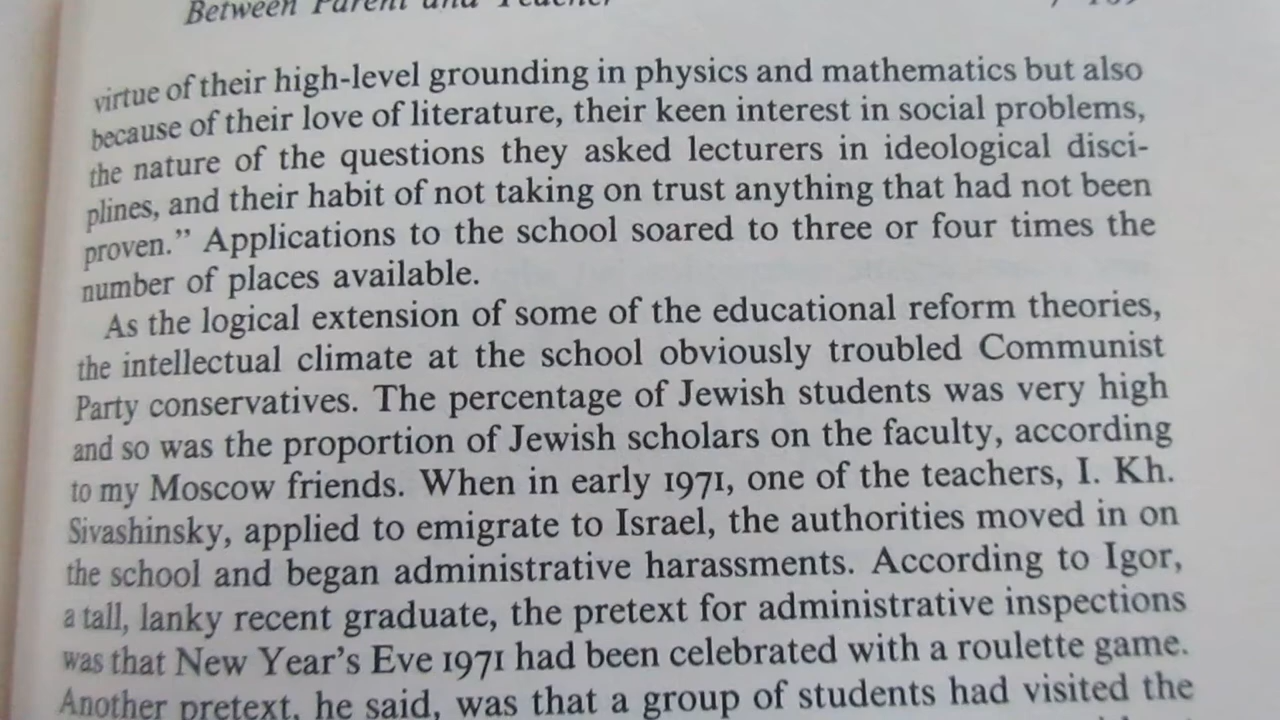 Between Parent and Teacher
virtue of their high-level grounding in physics and mathematics but also
because of their love of literature, their keen interest in social problems,
the nature of the questions they asked lecturers in ideological disci-
plines, and their habit of not taking on trust anything that had not been
proven.” Applications to the school soared to three or four times the
number of places available.
As the logical extension of some of the educational reform theories,
the intellectual climate at the school obviously troubled Communist
Party conservatives. The percentage of Jewish students was very high
and so was the proportion of Jewish scholars on the faculty, according
to my Moscow friends. When in early 1971, one of the teachers, I. Kh.
Sivashinsky, applied to emigrate to Israel, the authorities moved in on
the school and began administrative harassments. According to Igor,
a tall, lanky recent graduate, the pretext for administrative inspections
was that New Year’s Eve 1971 had been celebrated with a roulette game.
Another pretext, he said, was that a group of students had visited the